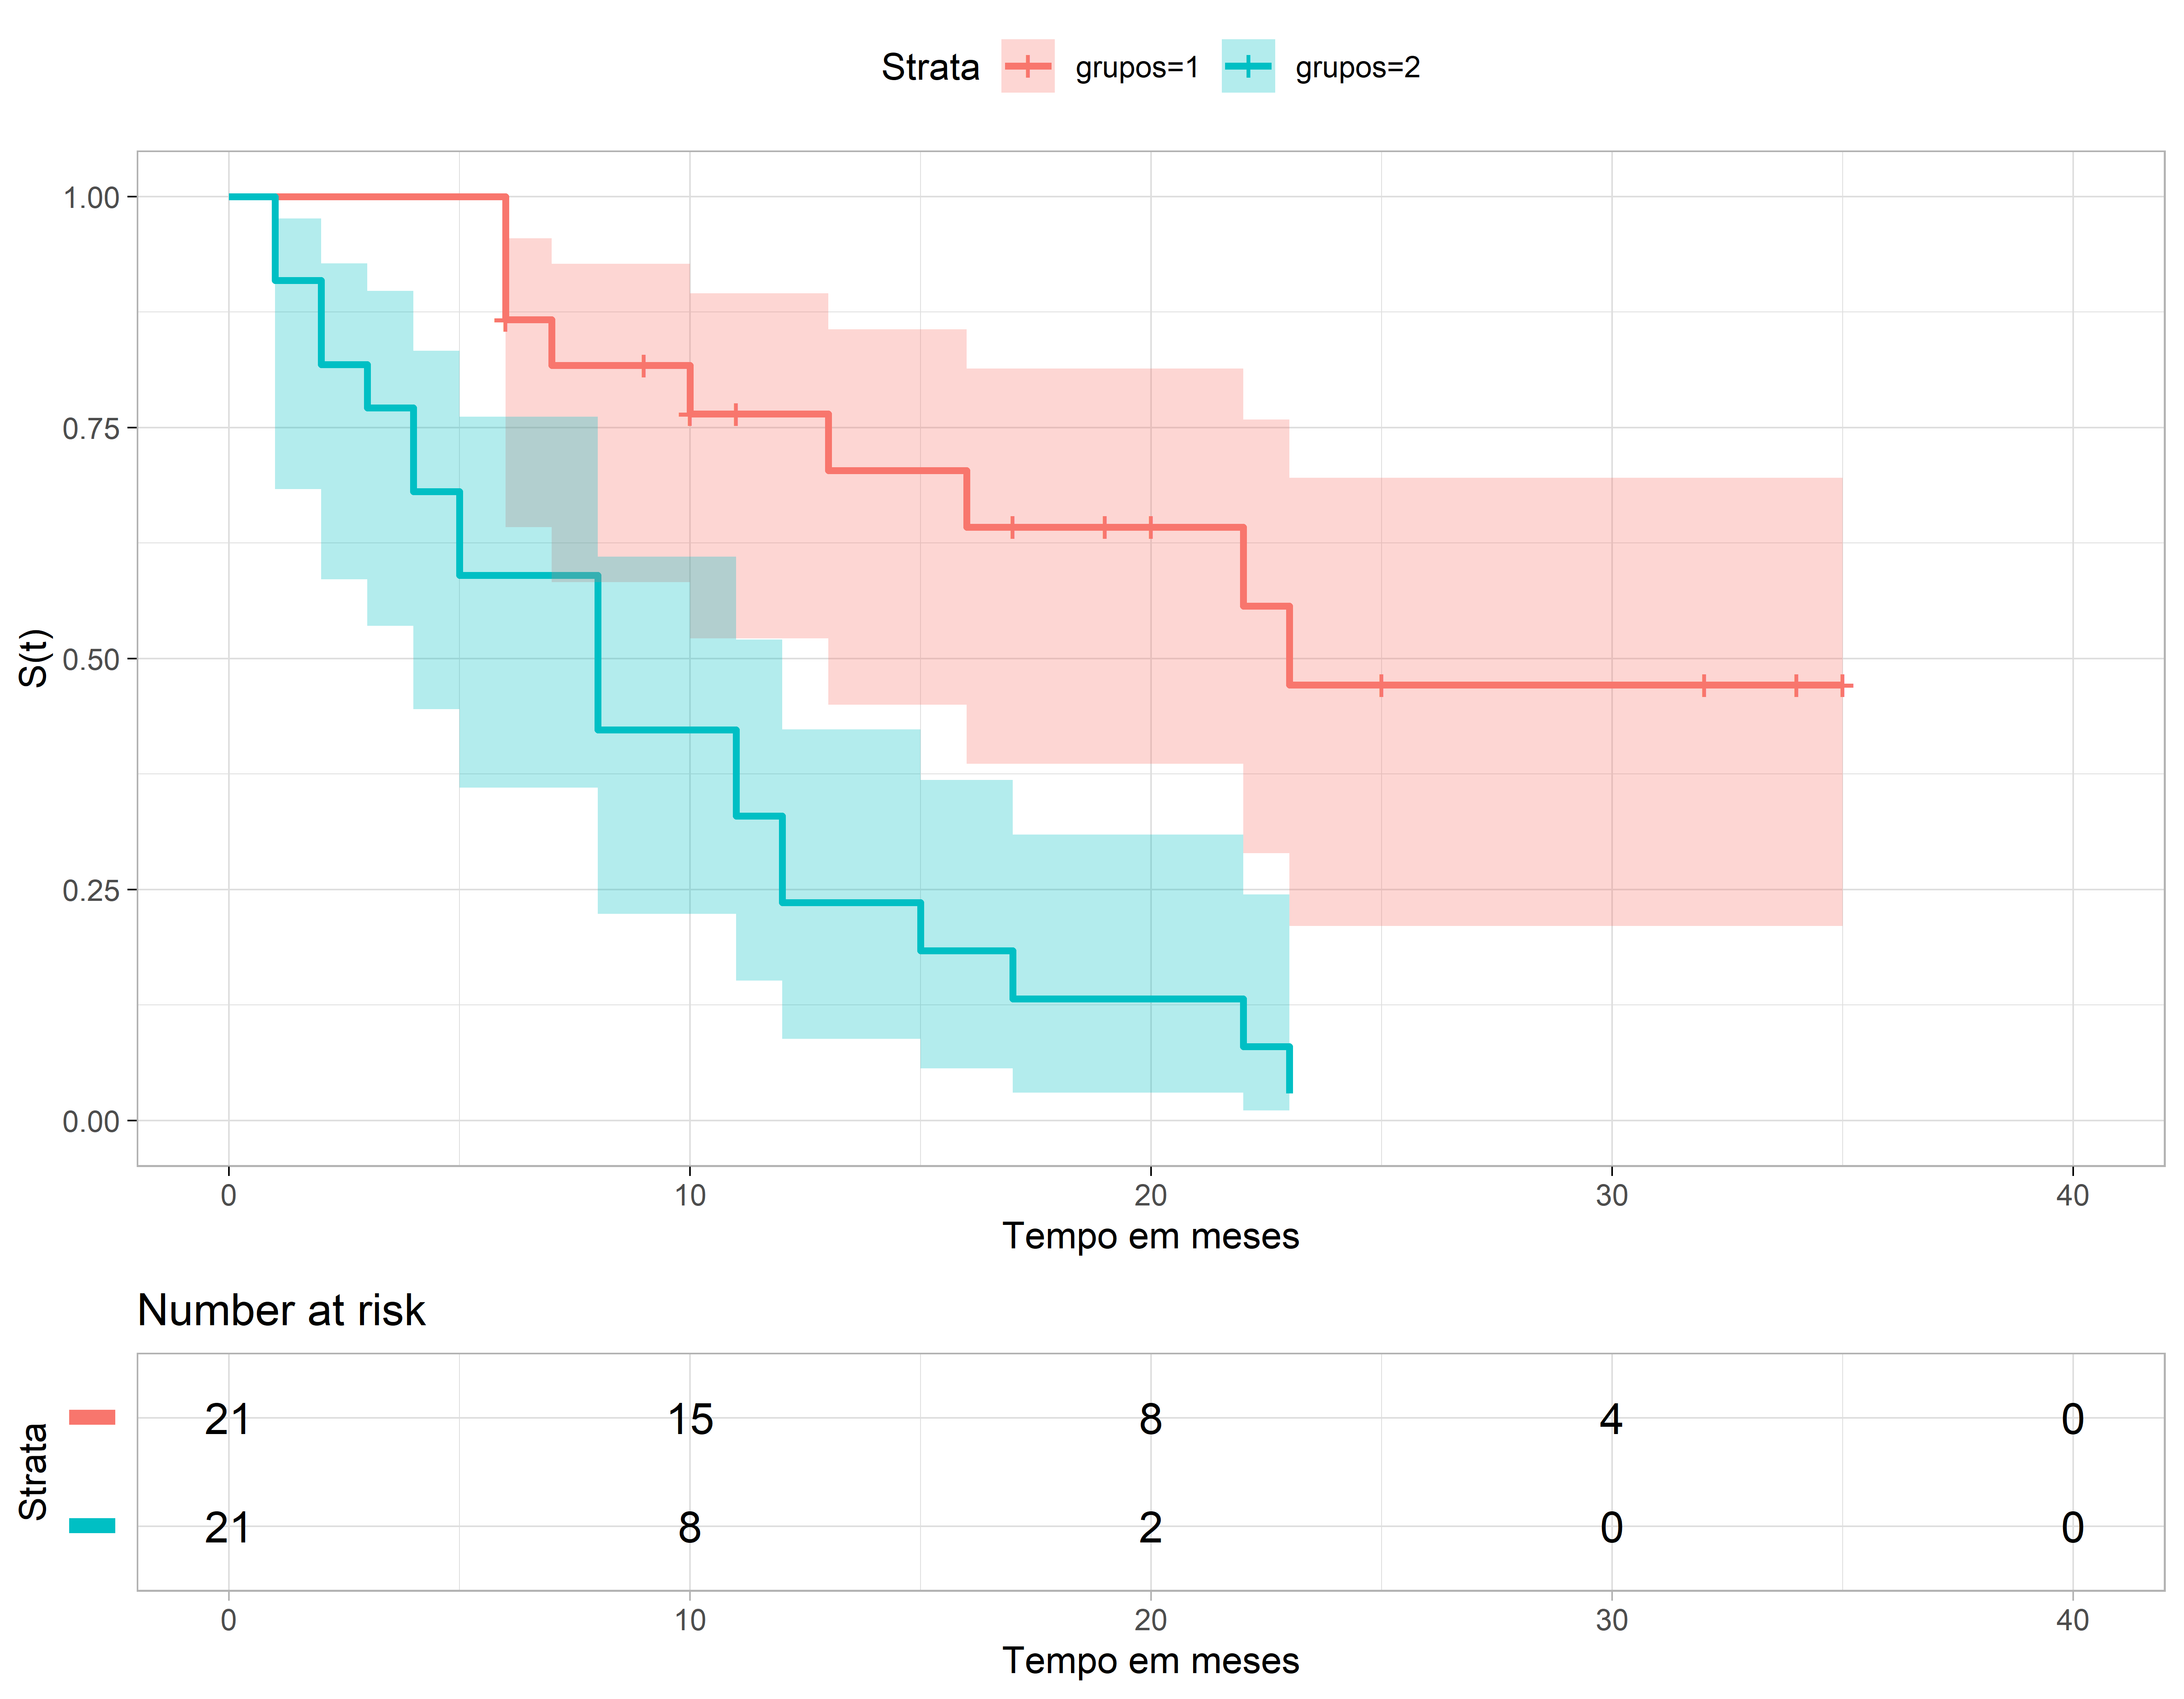 Strata grupos=1 grupos=2
1.00
0.75
0.50
0.25
0.00
S(t)
0 10 20 30 40
Tempo em meses
Number at risk
Strata
21 15 8 4 0
21 8 2 0 0
0 10 20 30 40
Tempo em meses